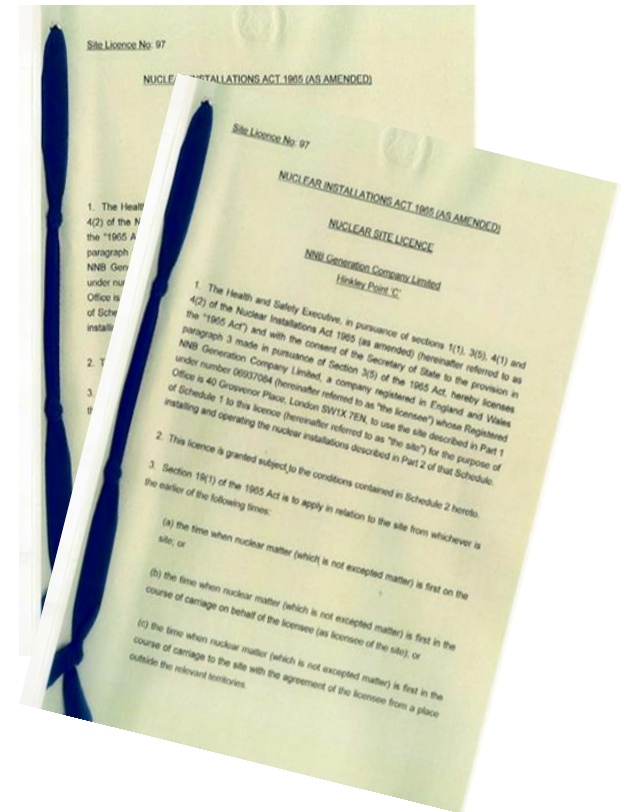 Site Licence No: 97
NUCLE
INSTALLATIONS ACT 1965 (AS AMENDED)
1. The Healt
4(2) of the N
the "1965 A
paragraph
NNB Gen
under nu
Office is
of Sche
installi
2. T
3.
th
Site Licence No: 97
NUCLEAR INSTALLATIONS ACT 1965 (AS AMENDED)
NUCLEAR SITE LICENCE
NNB Generation Company Limited
Hinkley Point 'C'
1. The Health and Safety Executive, in pursuance of sections 1(1), 3(5), 4(1) and
4(2) of the Nuclear Installations Act 1965 (as amended) (hereinafter referred to as
the "1965 Act") and with the consent of the Secretary of State to the provision in
paragraph 3 made in pursuance of Section 3(5) of the 1965 Act, hereby licenses
NNB Generation Company Limited, a company registered in England and Wales
under number 06937084 (hereinafter referred to as "the licensee") whose Registered
Office is 40 Grosvenor Place, London SW1X 7EN, to use the site described in Part 1
of Schedule 1 to this licence (hereinafter referred to as "the site") for the purpose of
installing and operating the nuclear installations described in Part 2 of that Schedule.
2. This licence is granted subject to the conditions contained in Schedule 2 hereto.
3. Section 19(1) of the 1965 Act is to apply in relation to the site from whichever is
the earlier of the following times:
(a) the time when nuclear matter (which is not excepted matter) is first on the
site; or
(b) the time when nuclear matter (which is not excepted matter) is first in the
course of carriage on behalf of the licensee (as licensee of the site); or
(c) the time when nuclear matter (which is not excepted matter) is first in the
course of carriage to the site with the agreement of the licensee from a place
outside the relevant territories.